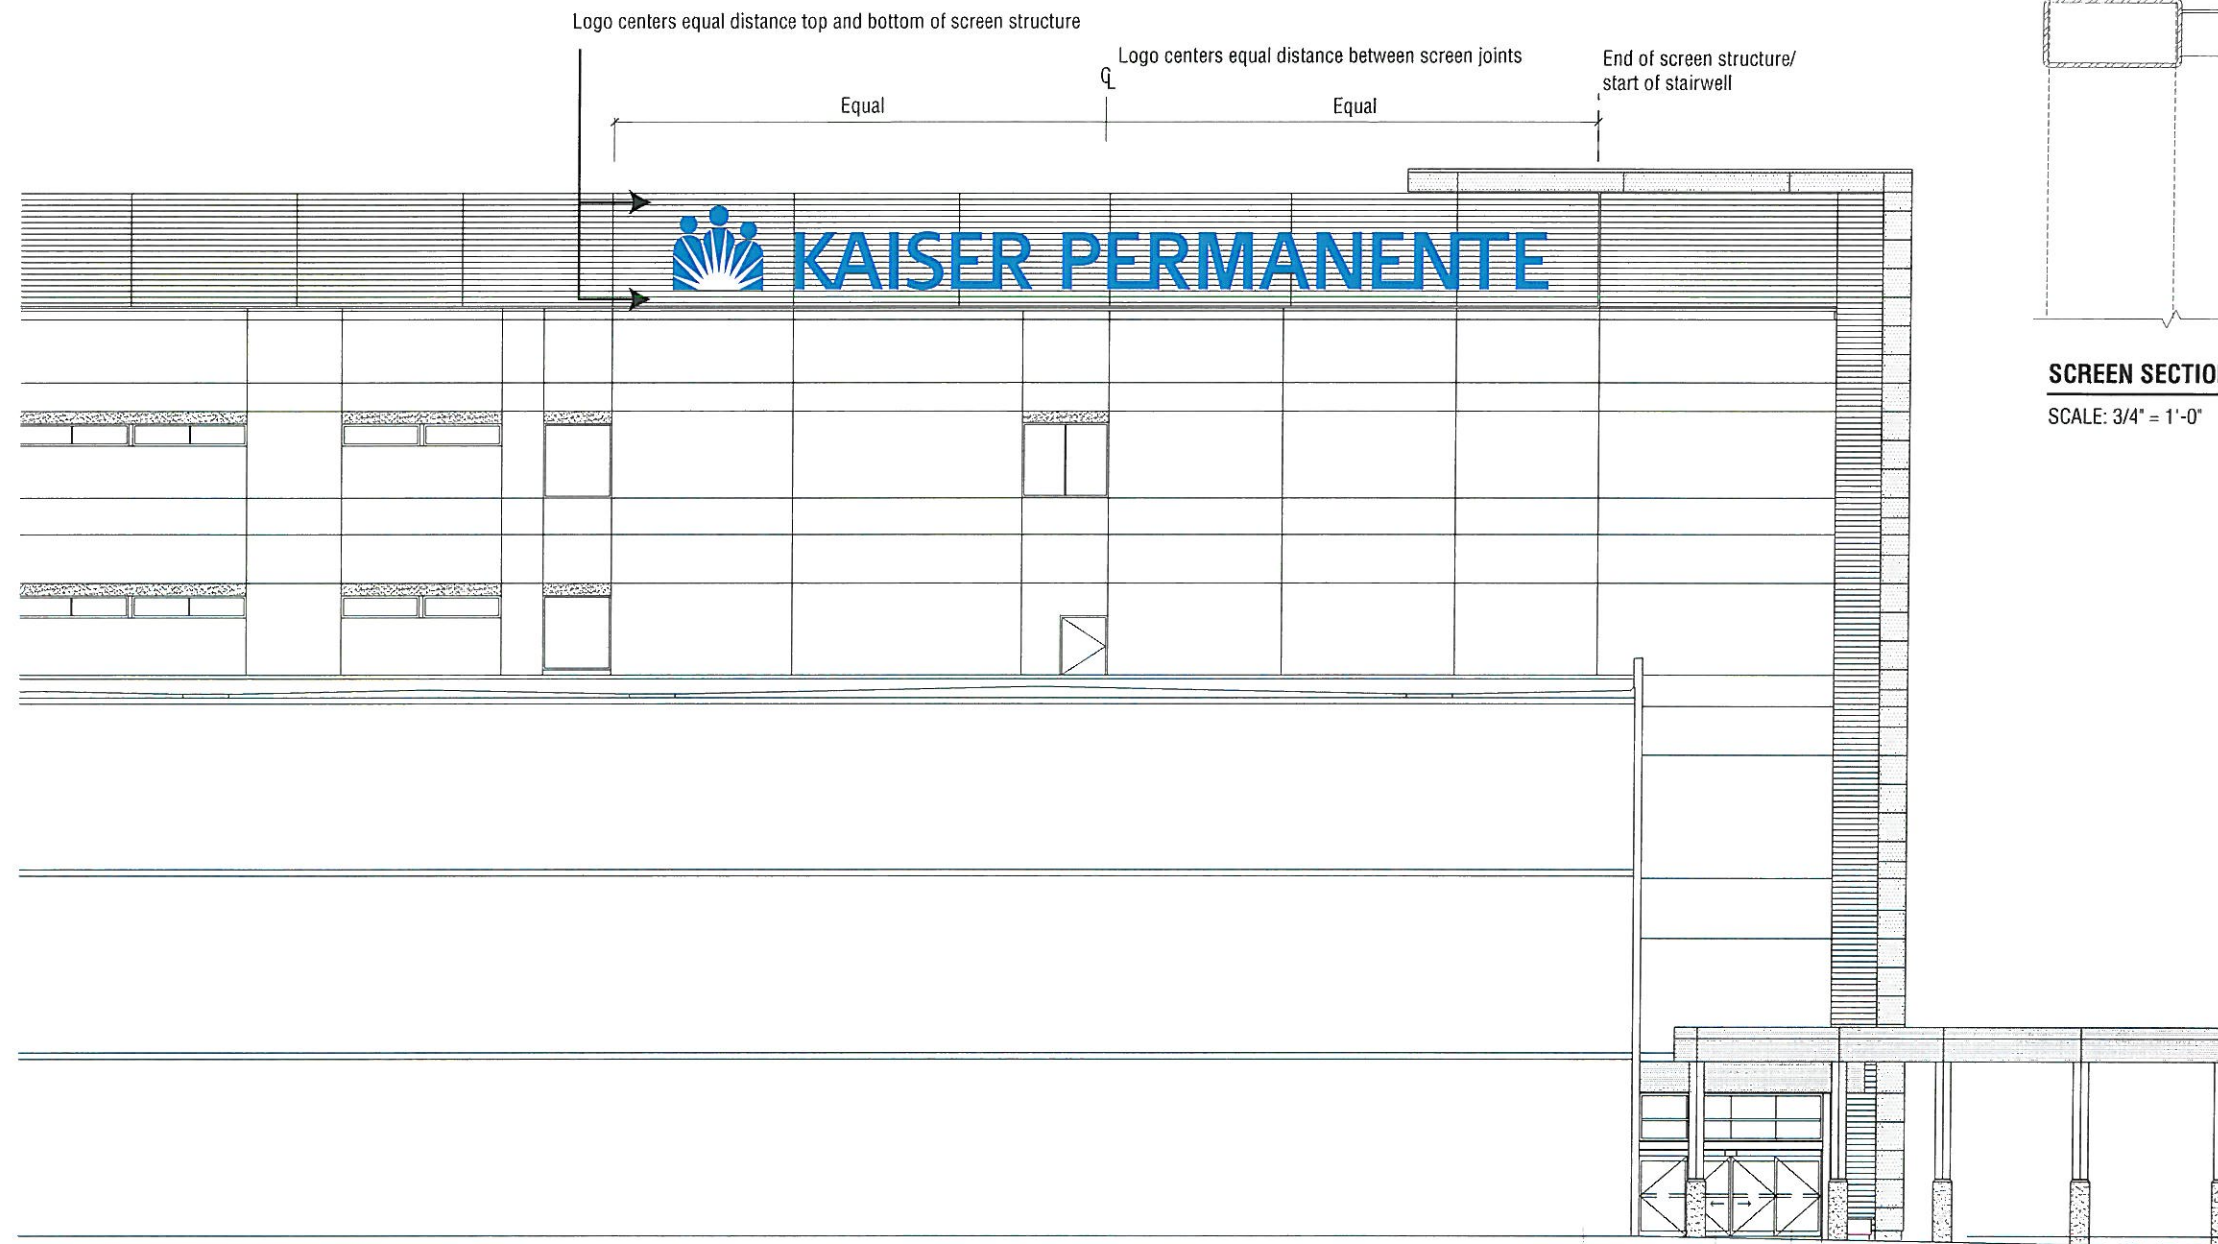 Logo centers equal distance top and bottom of screen structure
Logo centers equal distance between screen joints
End of screen structure/
start of stairwell
℄
Equal
Equal
KAISER PERMANENTE
SCREEN
SCALE: 3/4" = 1'-0"